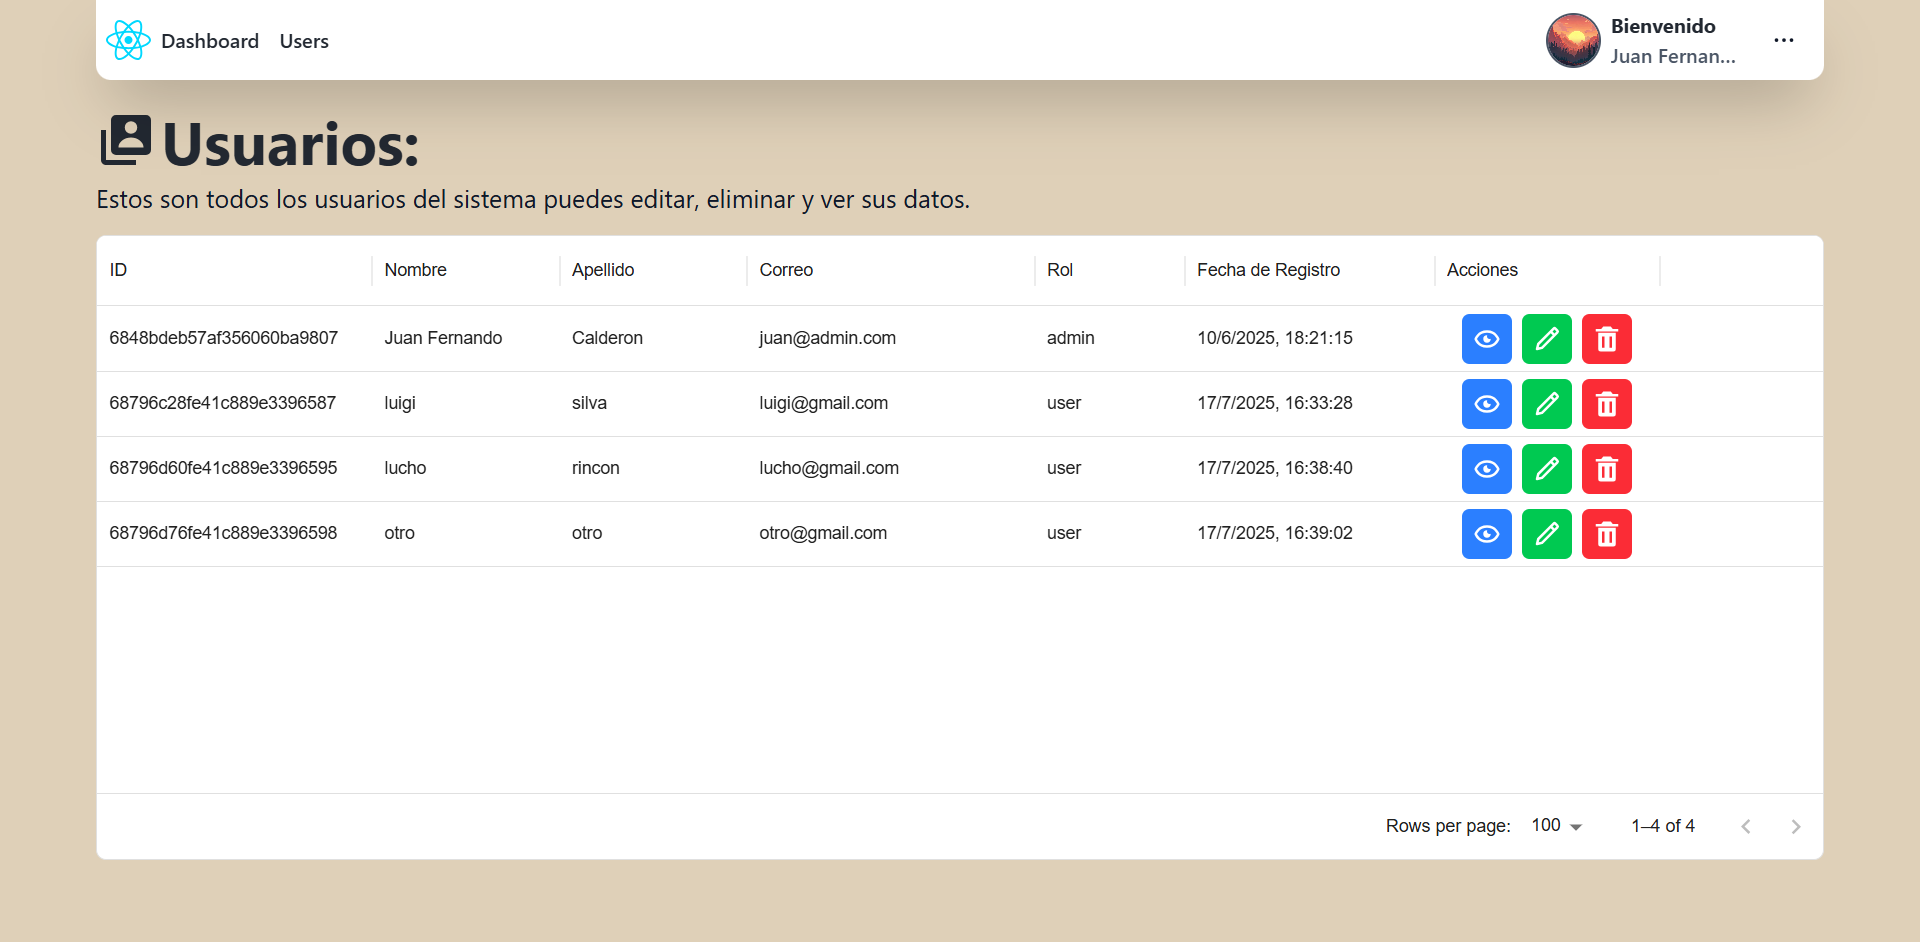 Dashboard Users
Bienvenido
Juan Fernan...
Usuarios:
Estos son todos los usuarios del sistema puedes editar, eliminar y ver sus datos.
ID Nombre Apellido Correo Rol Fecha de Registro Acciones
6848bdeb57af356060ba9807 Juan Fernando Calderon juan@admin.com admin 10/6/2025, 18:21:15
68796c28fe41c889e3396587 luigi silva luigi@gmail.com user 17/7/2025, 16:33:28
68796d60fe41c889e3396595 lucho rincon lucho@gmail.com user 17/7/2025, 16:38:40
68796d76fe41c889e3396598 otro otro otro@gmail.com user 17/7/2025, 16:39:02
Rows per page: 100 1–4 of 4